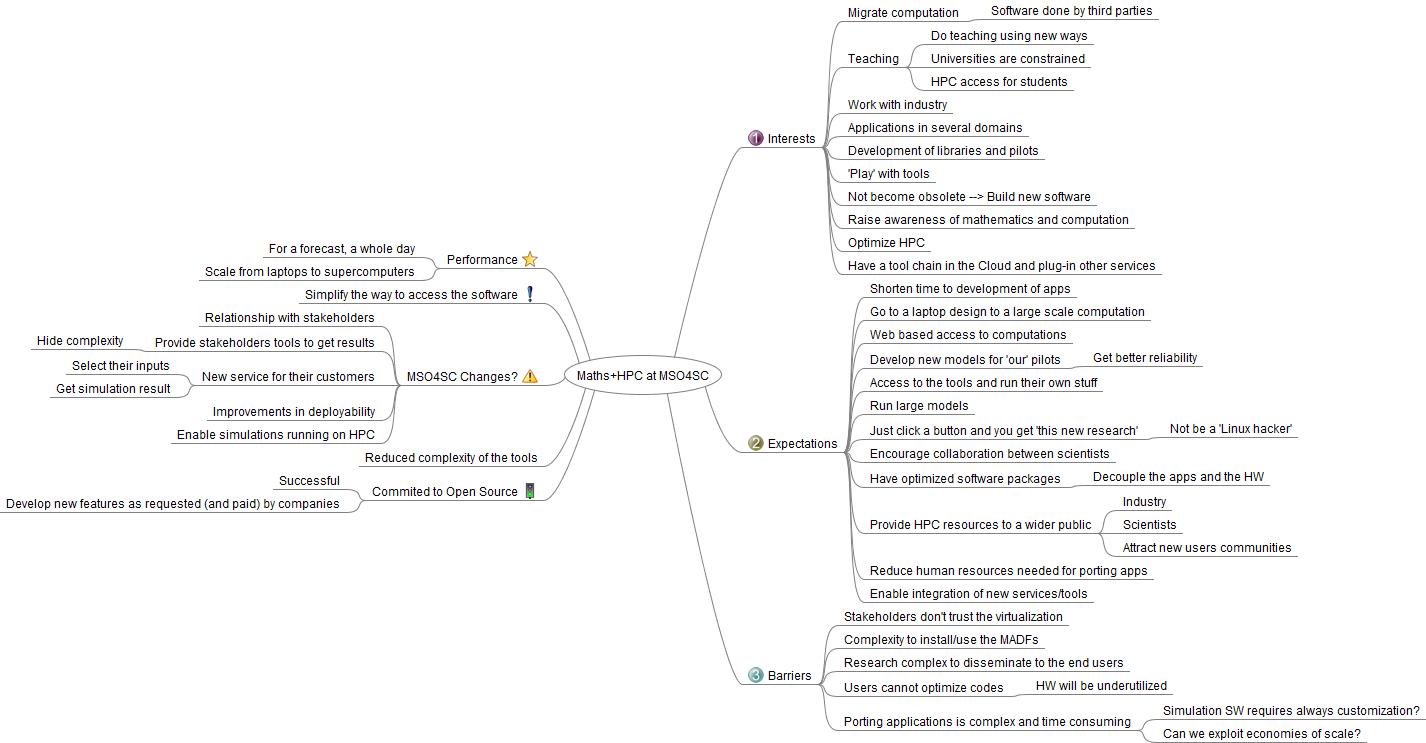 Maths+HPC at MSO4SC
1 Interests
Migrate computation
Software done by third parties
Teaching
Do teaching using new ways
Universities are constrained
HPC access for students
Work with industry
Applications in several domains
Development of libraries and pilots
'Play' with tools
Not become obsolete --> Build new software
Raise awareness of mathematics and computation
Optimize HPC
Have a tool chain in the Cloud and plug-in other services
2 Expectations
Shorten time to development of apps
Go to a laptop design to a large scale computation
Web based access to computations
Develop new models for 'our' pilots
Get better reliability
Access to the tools and run their own stuff
Run large models
Just click a button and you get 'this new research'
Not be a 'Linux hacker'
Encourage collaboration between scientists
Have optimized software packages
Decouple the apps and the HW
Provide HPC resources to a wider public
Industry
Scientists
Attract new users communities
Reduce human resources needed for porting apps
Enable integration of new services/tools
3 Barriers
Stakeholders don't trust the virtualization
Complexity to install/use the MADFs
Research complex to disseminate to the end users
Users cannot optimize codes
HW will be underutilized
Porting applications is complex and time consuming
Simulation SW requires always customization?
Can we exploit economies of scale?
Performance
For a forecast, a whole day
Scale from laptops to supercomputers
Simplify the way to access the software
MSO4SC Changes?
Relationship with stakeholders
Provide stakeholders tools to get results
Hide complexity
New service for their customers
Select their inputs
Get simulation result
Improvements in deployability
Enable simulations running on HPC
Reduced complexity of the tools
Commited to Open Source
Successful
Develop new features as requested (and paid) by companies